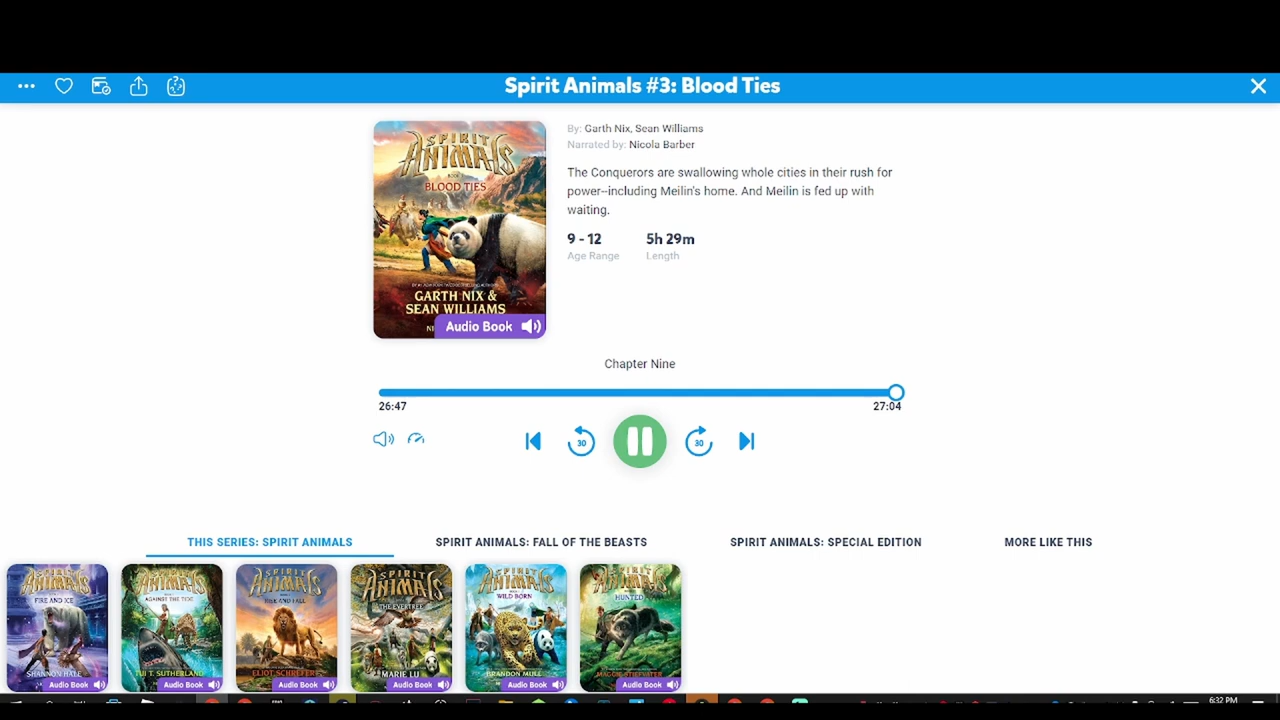 Spirit Animals #3: Blood Ties
SPIRIT
ANIMALS
BLOOD TIES
GARTH NIX &
SEAN WILLIAMS
NI
Audio Book
By: Garth Nix, Sean Williams
Narrated by: Nicola Barber
The Conquerors are swallowing whole cities in their rush for
power--including Meilin's home. And Meilin is fed up with
waiting.
9 - 12
5h 29m
Age Range
Length
Chapter Nine
26:47
27:04
30
30
THIS SERIES: SPIRIT ANIMALS
SPIRIT ANIMALS: FALL OF THE BEASTS
SPIRIT ANIMALS: SPECIAL EDITION
MORE LIKE THIS
SPIRIT
ANIMALS
FIRE AND ICE
SHANNON HALE
Audio Book
SPIRIT
ANIMALS
AGAINST THE TIDE
TUI T. SUTHERLAND
Audio Book
SPIRIT
ANIMALS
RISE AND FALL
ELIOT SCHREFER
Audio Book
SPIRIT
ANIMALS
THE EVERTREE
MARIE LU
Audio Book
SPIRIT
ANIMALS
WILD BORN
BRANDON MULL
Audio Book
SPIRIT
ANIMALS
HUNTED
MAGGIE STIEFVATER
Audio Book
6:32 PM